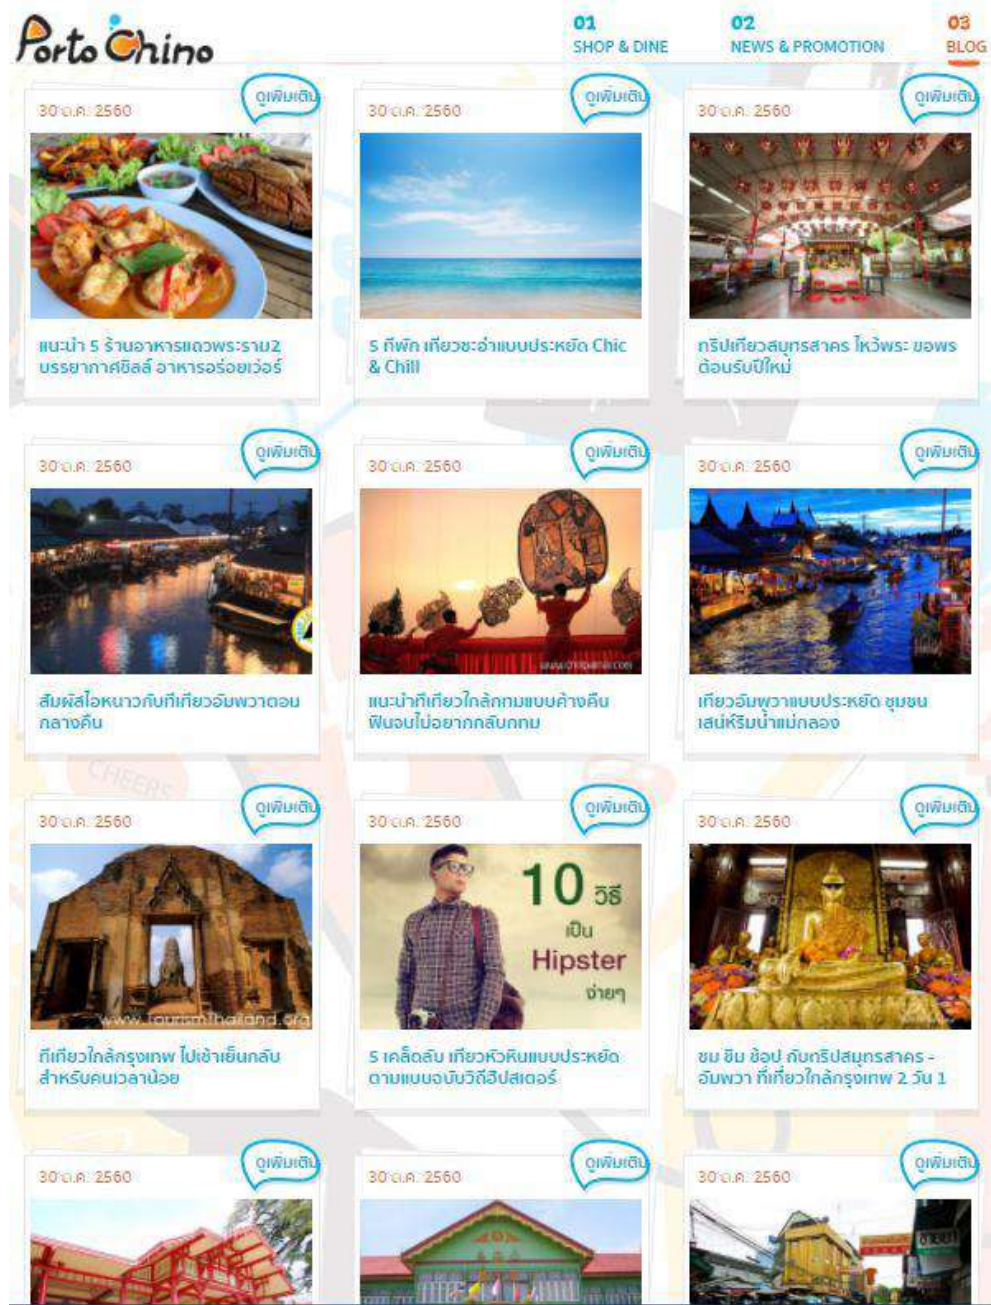 Porto Chino
01
SHOP & DINE
02
NEWS & PROMOTION
03
BLOG
30 ต.ค. 2560
ดูเพิ่มเติม
30 ต.ค. 2560
ดูเพิ่มเติม
30 ต.ค. 2560
ดูเพิ่มเติม
แนะนำ 5 ร้านอาหารแถวพระราม2
บรรยากาศชิลล์ อาหารอร่อยเว่อร์
5 ที่พัก เที่ยวชะอำแบบประหยัด Chic
& Chill
ทริปเที่ยวสมุทรสาคร ไหว้พระ ขอพร
ต้อนรับปีใหม่
30 ต.ค. 2560
ดูเพิ่มเติม
30 ต.ค. 2560
ดูเพิ่มเติม
30 ต.ค. 2560
ดูเพิ่มเติม
สัมผัสไอหนาวกับที่เที่ยวอัมพวาตอน
กลางคืน
แนะนำที่เที่ยวใกล้กทมแบบค้างคืน
ฟินจนไม่อยากกลับกทม
เที่ยวอัมพวาแบบประหยัด ชุมชน
เสน่ห์ริมน้ำแม่กลอง
CHEERS
30 ต.ค. 2560
ดูเพิ่มเติม
30 ต.ค. 2560
ดูเพิ่มเติม
30 ต.ค. 2560
ดูเพิ่มเติม
www.tourismthailand.org
10 วิธี
เป็น
Hipster
ง่ายๆ
ที่เที่ยวใกล้กรุงเทพ ไปเช้าเย็นกลับ
สำหรับคนเวลาน้อย
5 เคล็ดลับ เที่ยวหัวหินแบบประหยัด
ตามแบบฉบับวิถีฮิปสเตอร์
ชม ชิม ช้อป กับทริปสมุทรสาคร -
อัมพวา ที่เที่ยวใกล้กรุงเทพ 2 วัน 1
30 ต.ค. 2560
ดูเพิ่มเติม
30 ต.ค. 2560
ดูเพิ่มเติม
30 ต.ค. 2560
ดูเพิ่มเติม